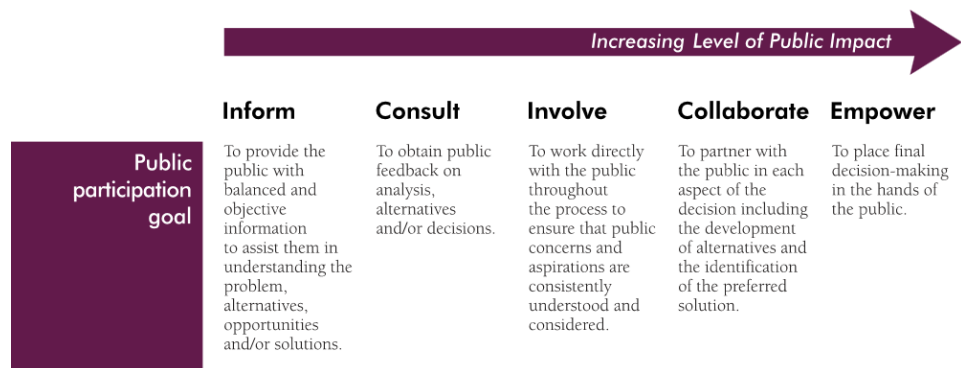 Increasing Level of Public Impact
Inform
Consult
Involve
Collaborate
Empower
Public
participation
goal
To provide the
public with
balanced and
objective
information
to assist them in
understanding the
problem,
alternatives,
opportunities
and/or solutions.
To obtain public
feedback on
analysis,
alternatives
and/or decisions.
To work directly
with the public
throughout
the process to
ensure that public
concerns and
aspirations are
consistently
understood and
considered.
To partner with
the public in each
aspect of the
decision including
the development
of alternatives and
the identification
of the preferred
solution.
To place final
decision-making
in the hands of
the public.